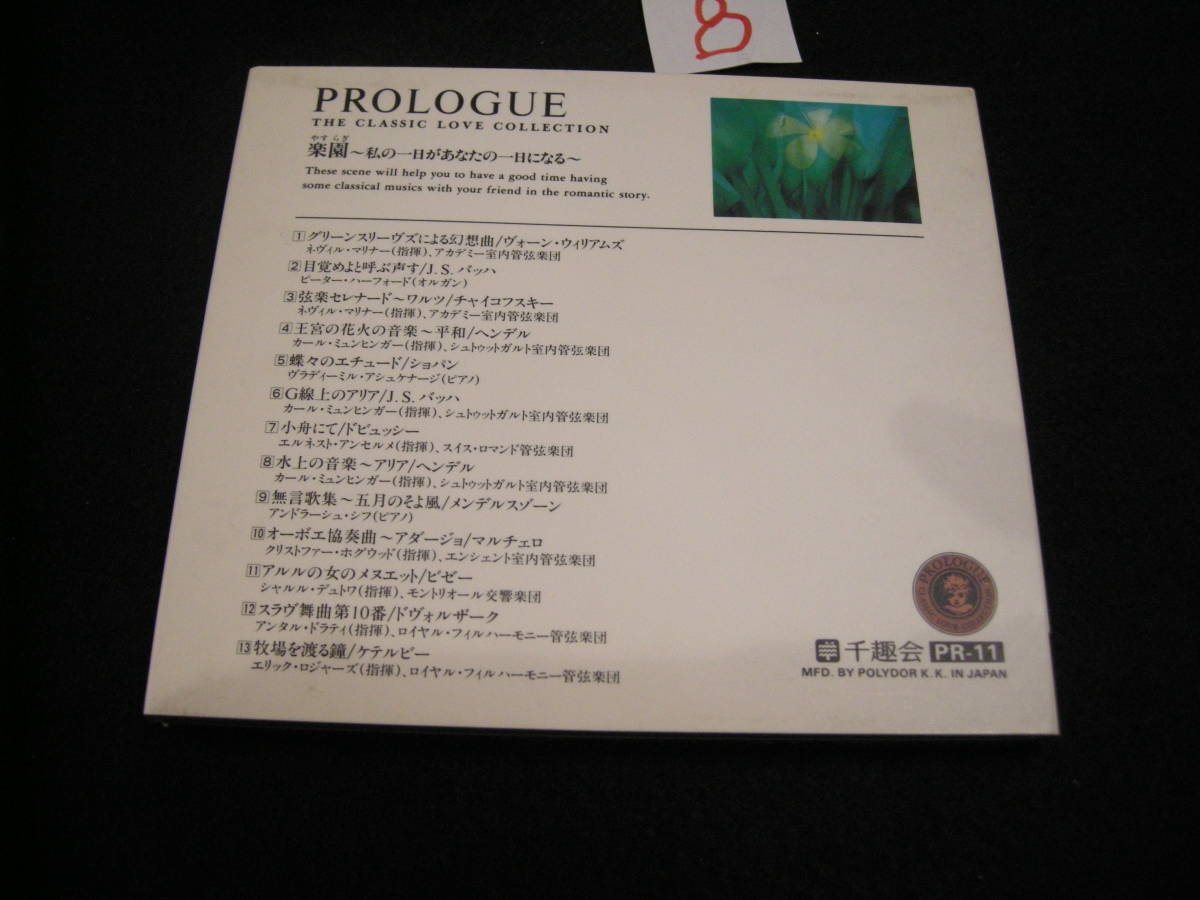 8
PROLOGUE
THE CLASSIC LOVE COLLECTION
やすらぎ
楽園〜私の一日があなたの一日になる〜
These scene will help you to have a good time having
some classical musics with your friend in the romantic story.
1 グリーンスリーヴズによる幻想曲/ヴォーン・ウィリアムズ
ネヴィル・マリナー(指揮)、アカデミー室内管弦楽団
2 目覚めよと呼ぶ声す/J.S.バッハ
ピーター・ハーフォード(オルガン)
3 弦楽セレナード〜ワルツ/チャイコフスキー
ネヴィル・マリナー(指揮)、アカデミー室内管弦楽団
4 王宮の花火の音楽〜平和/ヘンデル
カール・ミュンヒンガー(指揮)、シュトゥットガルト室内管弦楽団
5 蝶々のエチュード/ショパン
ヴラディーミル・アシュケナージ(ピアノ)
6 G線上のアリア/J.S.バッハ
カール・ミュンヒンガー(指揮)、シュトゥットガルト室内管弦楽団
7 小舟にて/ドビュッシー
エルネスト・アンセルメ(指揮)、スイス・ロマンド管弦楽団
8 水上の音楽〜アリア/ヘンデル
カール・ミュンヒンガー(指揮)、シュトゥットガルト室内管弦楽団
9 無言歌集〜五月のそよ風/メンデルスゾーン
アンドラーシュ・シフ(ピアノ)
10 オーボエ協奏曲〜アダージョ/マルチェロ
クリストファー・ホグウッド(指揮)、エンシェント室内管弦楽団
11 アルルの女のメヌエット/ビゼー
シャルル・デュトワ(指揮)、モントリオール交響楽団
12 スラヴ舞曲第10番/ドヴォルザーク
アンタル・ドラティ(指揮)、ロイヤル・フィルハーモニー管弦楽団
13 牧場を渡る鐘/ケテルビー
エリック・ロジャーズ(指揮)、ロイヤル・フィルハーモニー管弦楽団
PROLOGUE
千趣会 PR-11
MFD. BY POLYDOR K.K. IN JAPAN